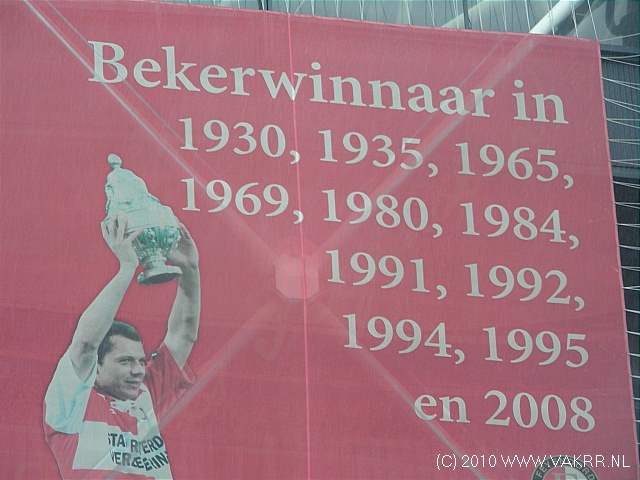 Bekerwinnaar in
1930, 1935, 1965,
1969, 1980, 1984,
1991, 1992,
1994, 1995
en 2008
(C) 2010 WWW.VAKRR.NL